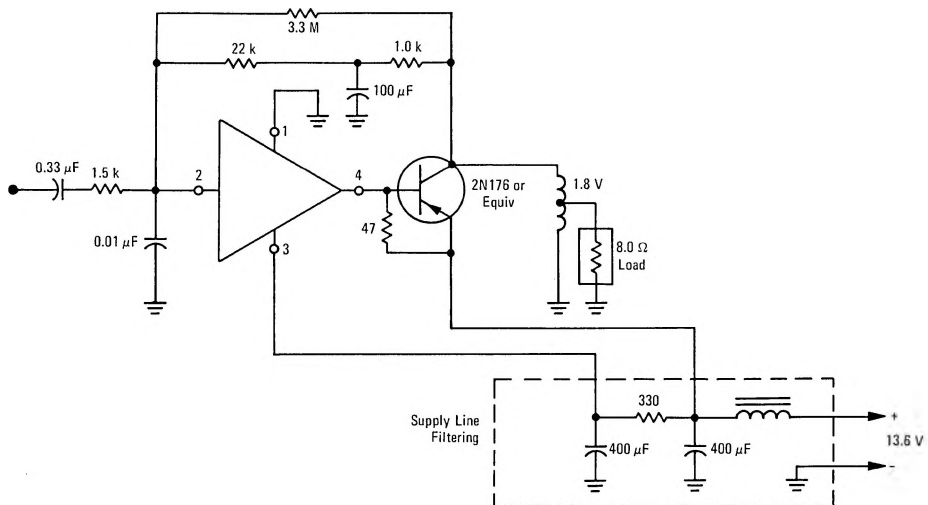 3.3 M
22 k
1.0 k
100 μF
1
0.33 μF
1.5 k
2
4
2N176 or
Equiv
1.8 V
47
0.01 μF
3
8.0 Ω
Load
330
Supply Line
Filtering
400 μF
400 μF
+
13.6 V
-